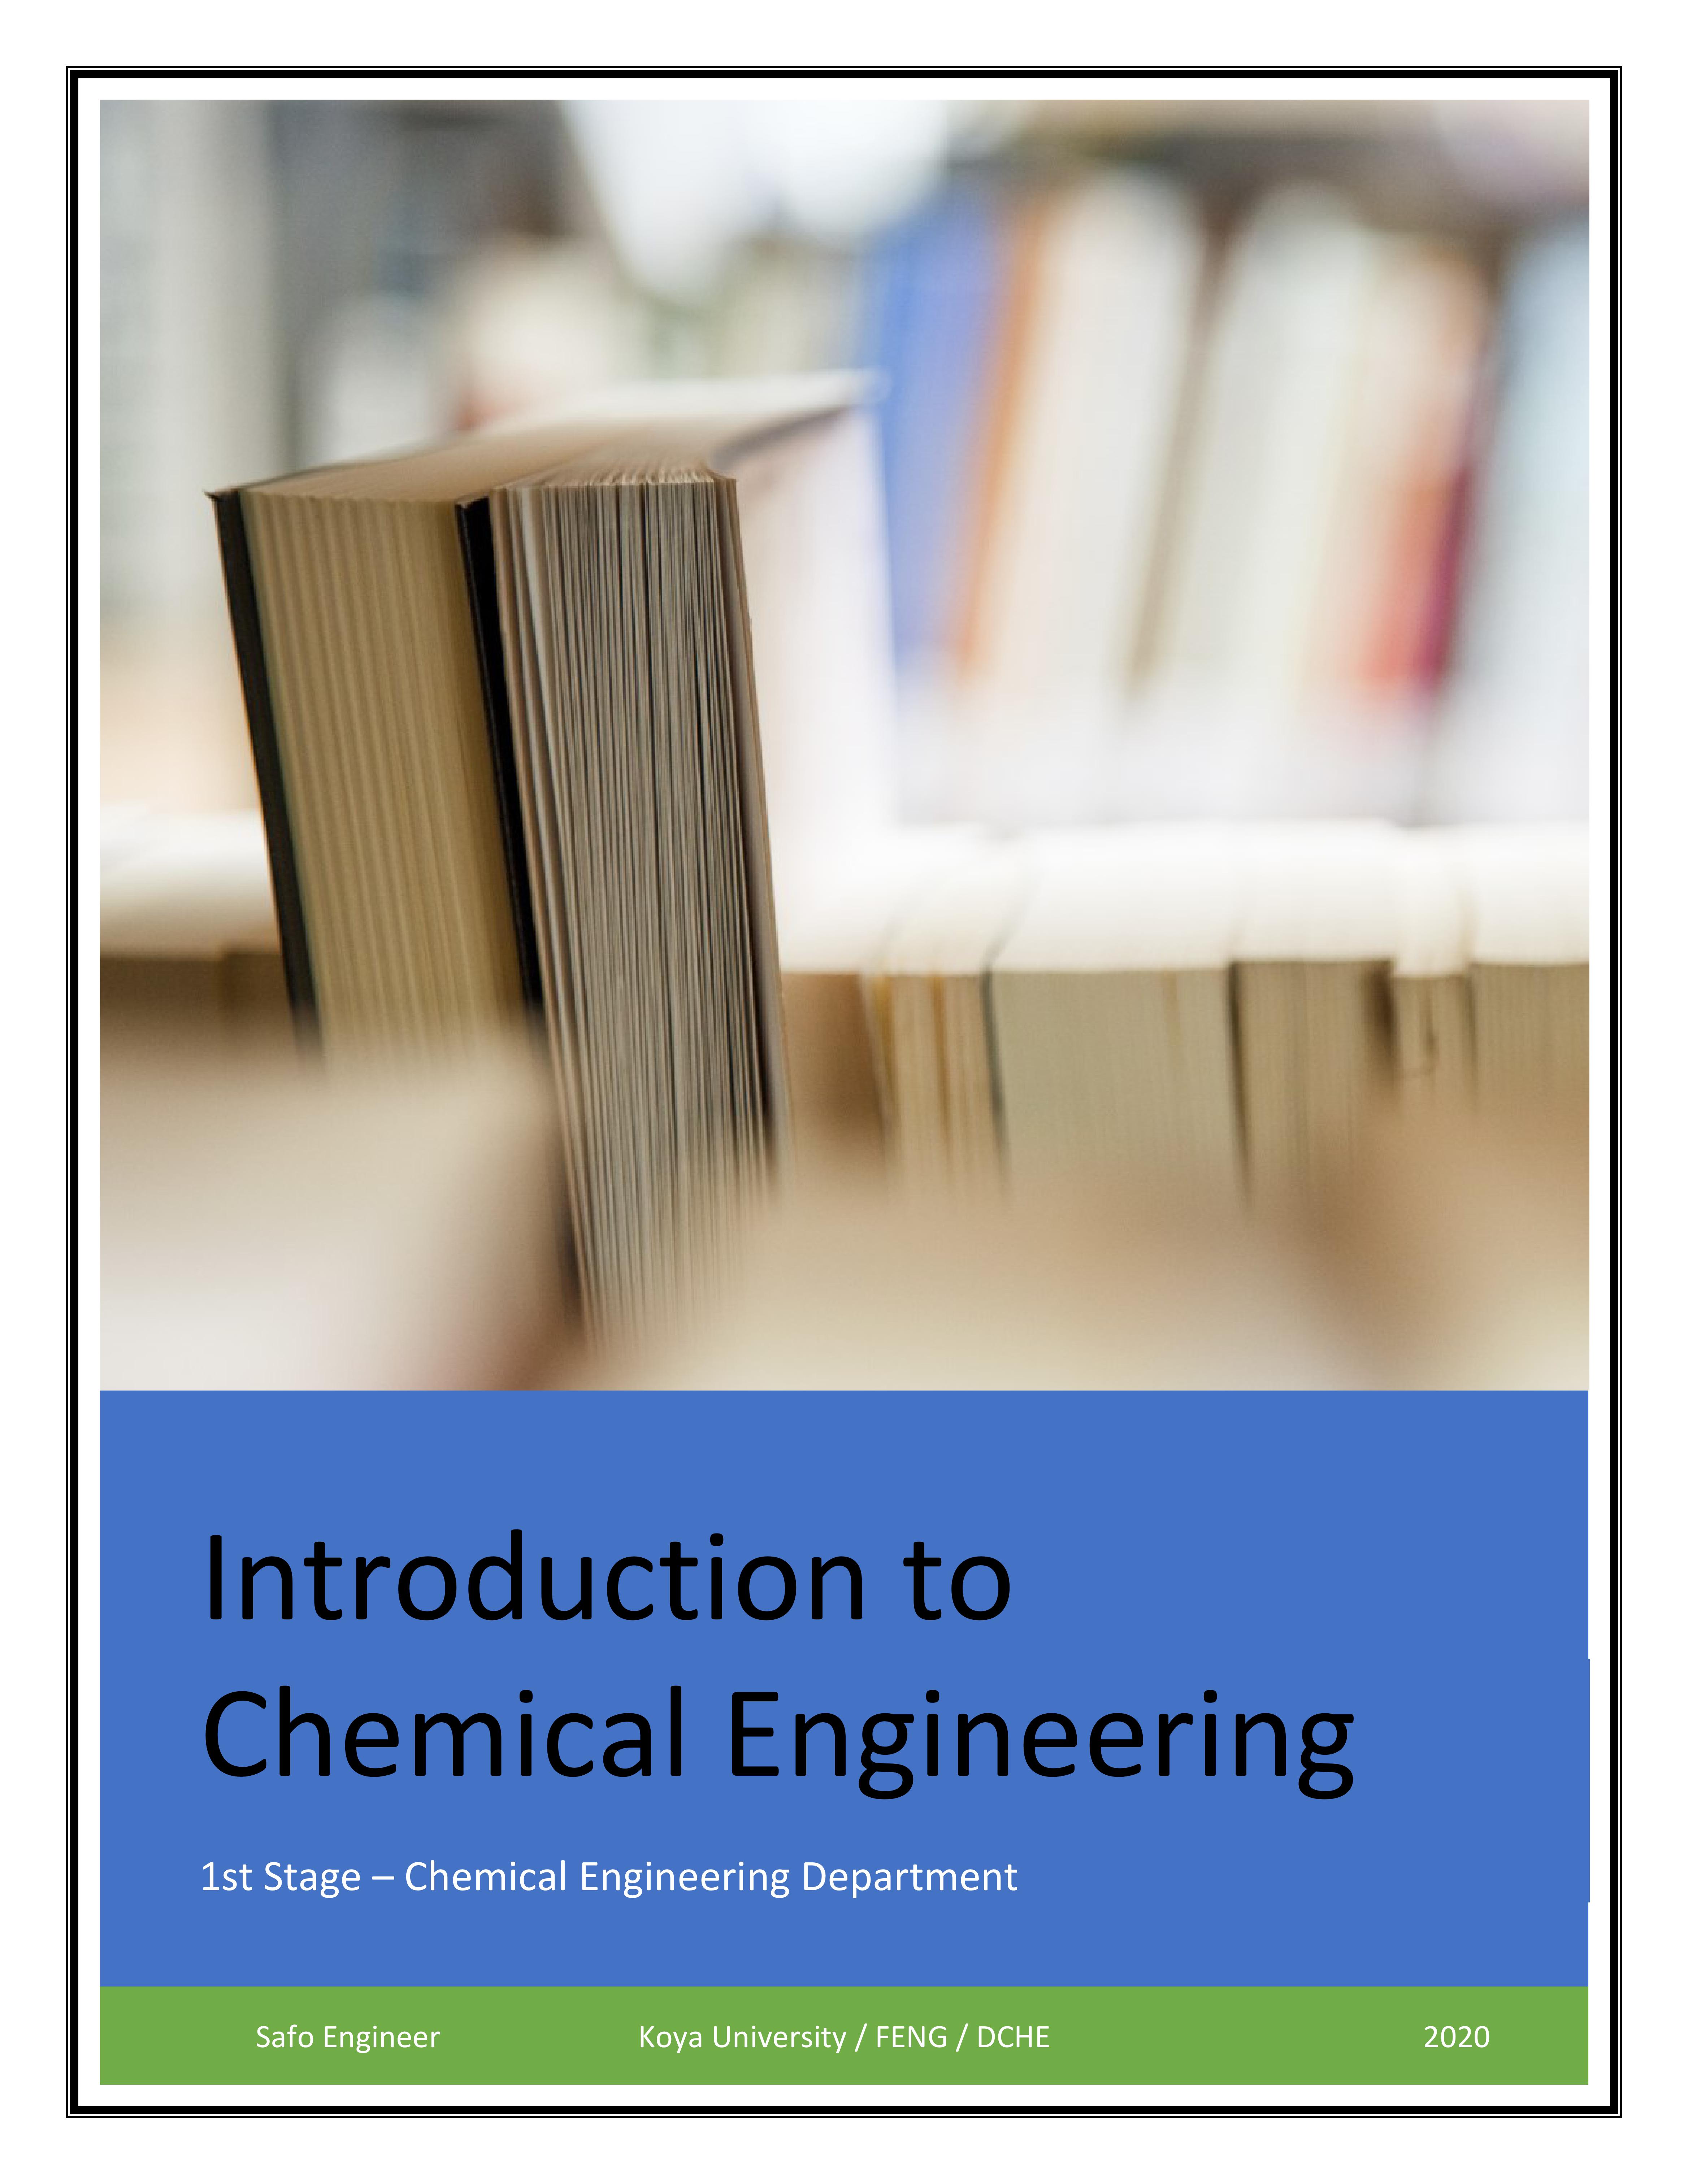 Introduction to
Chemical Engineering
1st Stage – Chemical Engineering Department
Safo Engineer Koya University / FENG / DCHE 2020